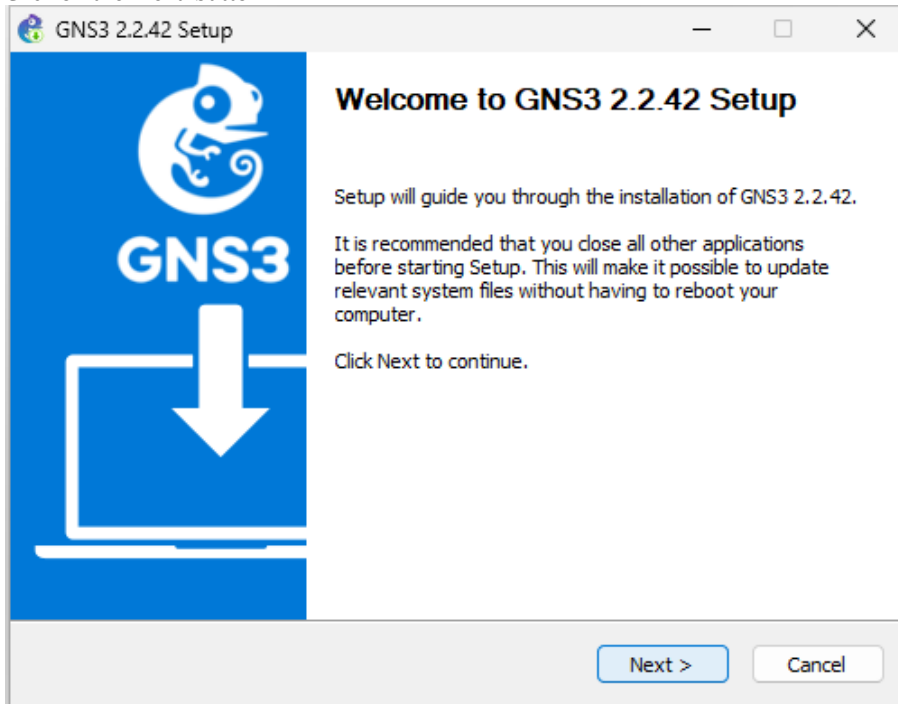 GNS3 2.2.42 Setup
GNS3
Welcome to GNS3 2.2.42 Setup
Setup will guide you through the installation of GNS3 2.2.42.
It is recommended that you close all other applications
before starting Setup. This will make it possible to update
relevant system files without having to reboot your
computer.
Click Next to continue.
Next >
Cancel